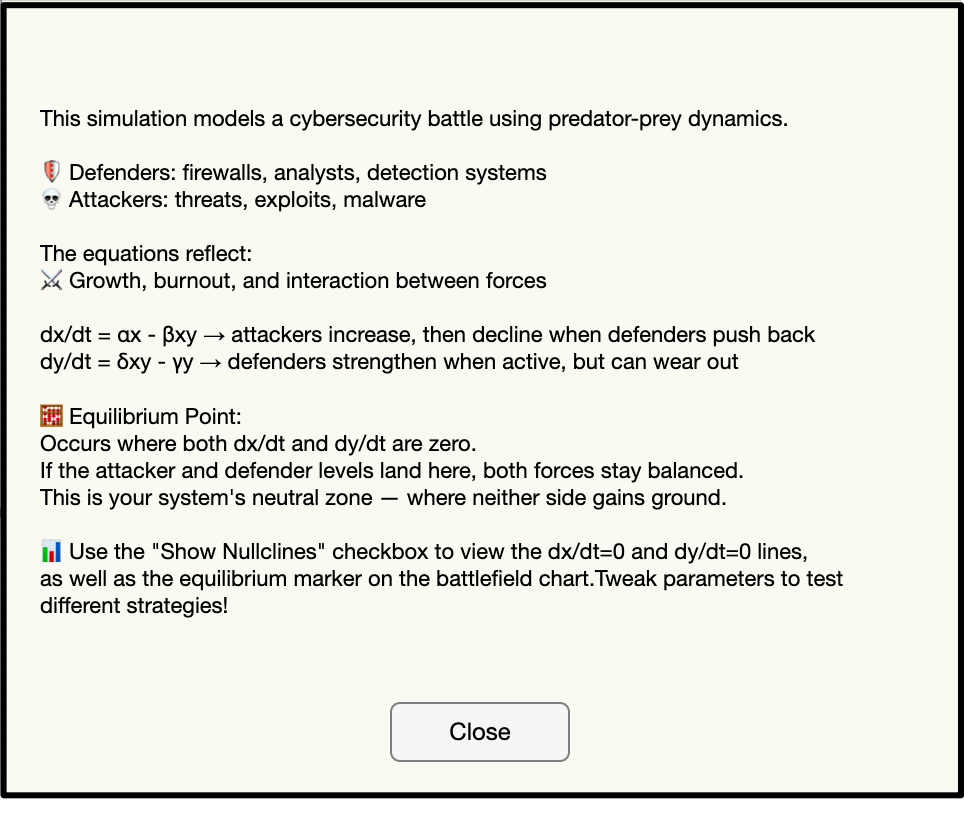 This simulation models a cybersecurity battle using predator-prey dynamics.
🛡️ Defenders: firewalls, analysts, detection systems
💀 Attackers: threats, exploits, malware
The equations reflect:
⚔️ Growth, burnout, and interaction between forces
dx/dt = αx - βxy → attackers increase, then decline when defenders push back
dy/dt = δxy - γy → defenders strengthen when active, but can wear out
🧮 Equilibrium Point:
Occurs where both dx/dt and dy/dt are zero.
If the attacker and defender levels land here, both forces stay balanced.
This is your system's neutral zone — where neither side gains ground.
📊 Use the "Show Nullclines" checkbox to view the dx/dt=0 and dy/dt=0 lines,
as well as the equilibrium marker on the battlefield chart.Tweak parameters to test
different strategies!
Close